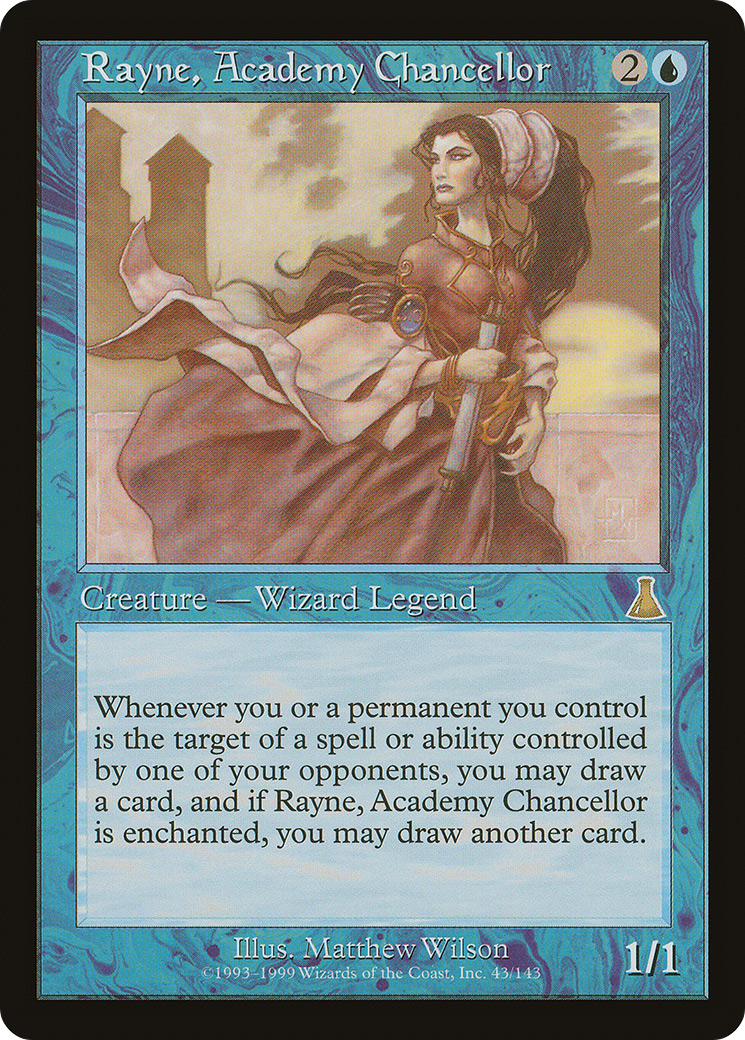 Rayne, Academy Chancellor 2
Creature — Wizard Legend
Whenever you or a permanent you control
is the target of a spell or ability controlled
by one of your opponents, you may draw
a card, and if Rayne, Academy Chancellor
is enchanted, you may draw another card.
Illus. Matthew Wilson
©1993–1999 Wizards of the Coast, Inc. 43/143
1/1